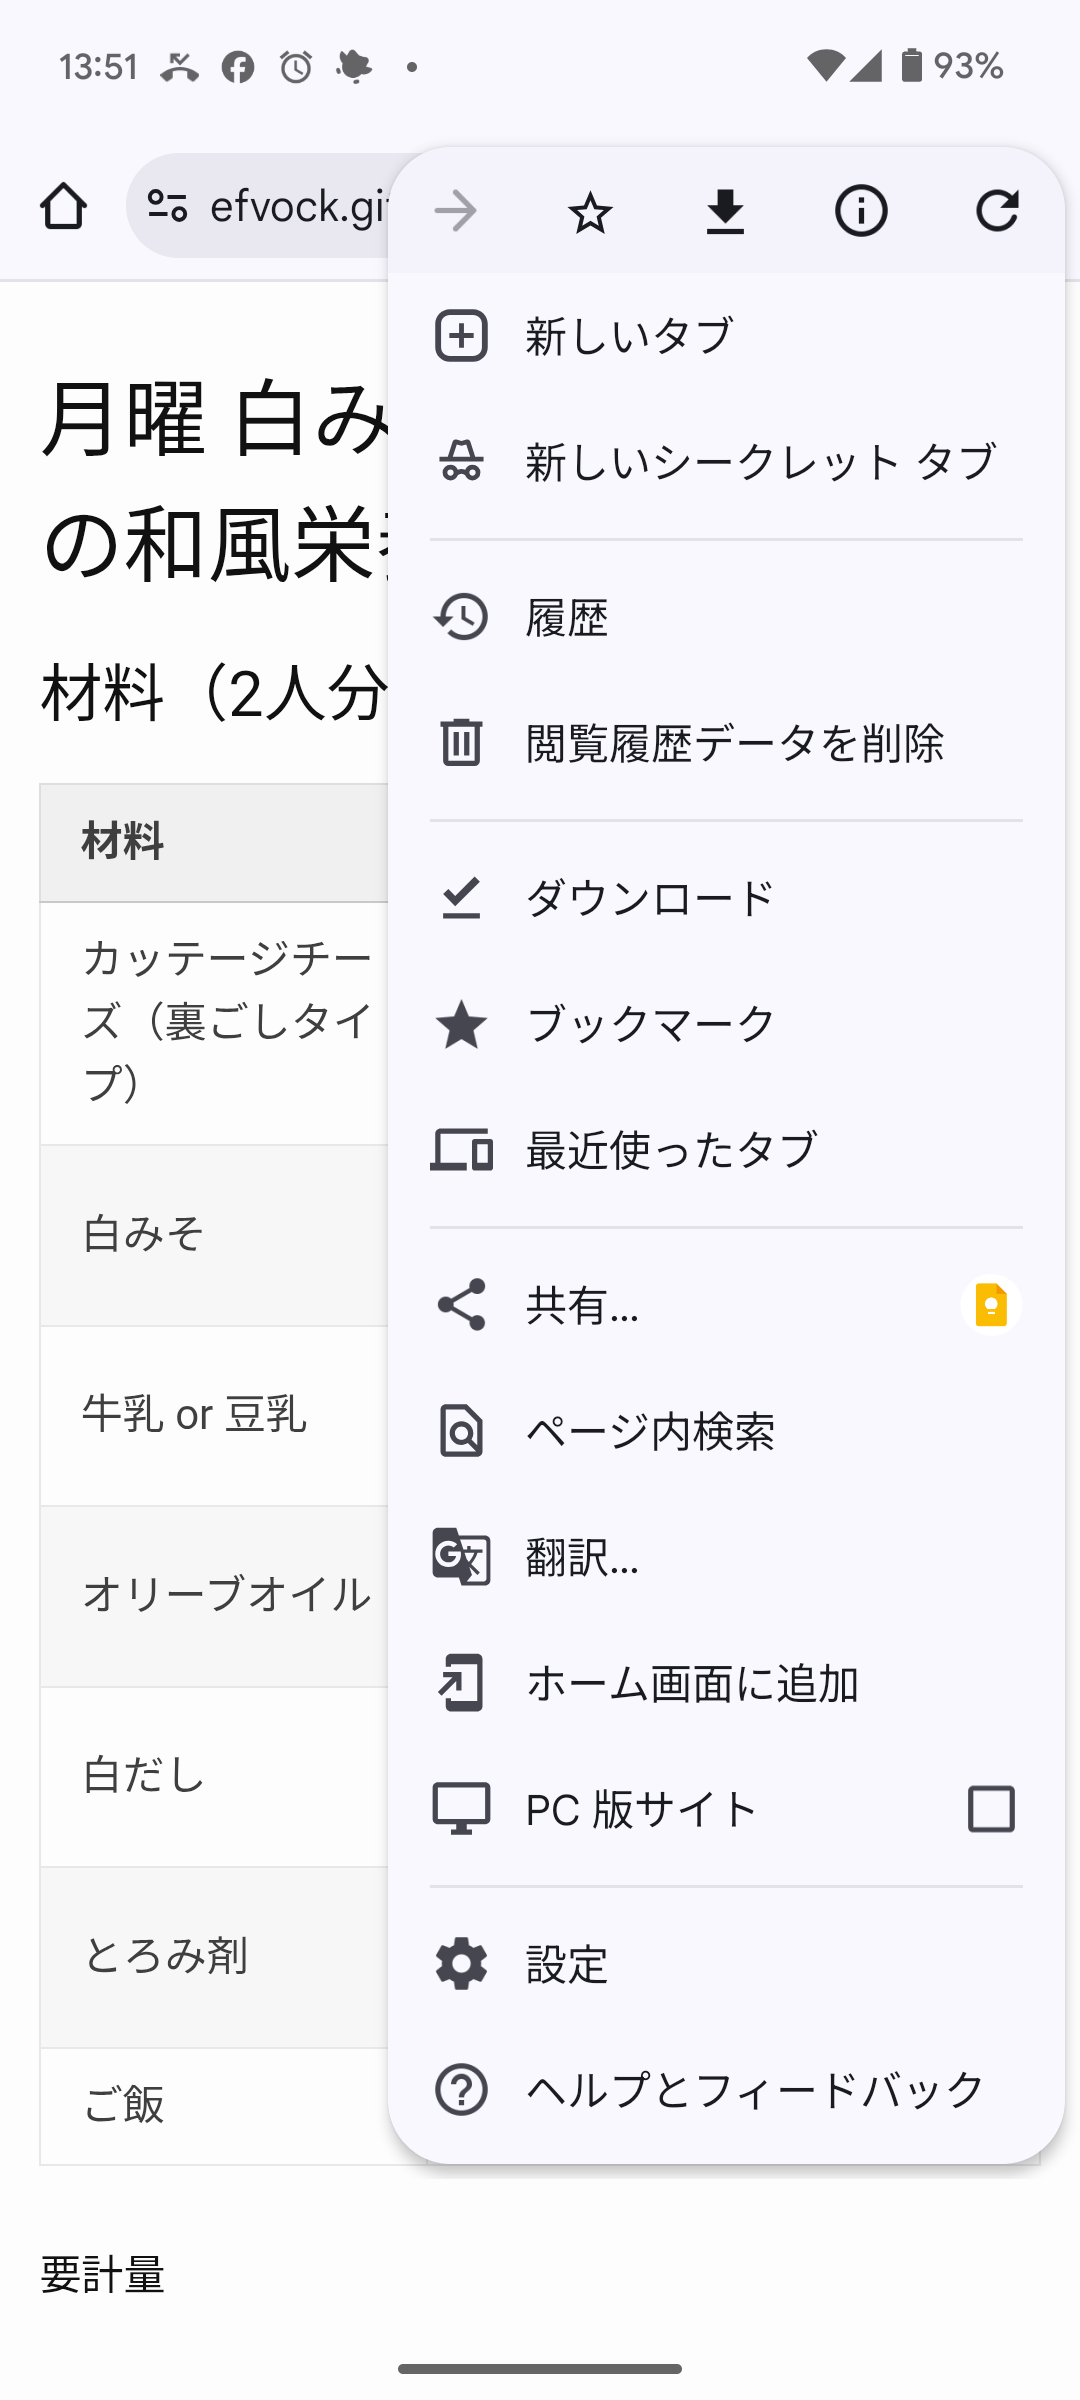 13:51
93%
efvock.gi
新しいタブ
新しいシークレット タブ
履歴
閲覧履歴データを削除
ダウンロード
ブックマーク
最近使ったタブ
共有...
ページ内検索
翻訳...
ホーム画面に追加
PC 版サイト
設定
ヘルプとフィードバック
月曜 白み
の和風栄
材料（2人分
材料
カッテージチー
ズ（裏ごしタイ
プ）
白みそ
牛乳 or 豆乳
オリーブオイル
白だし
とろみ剤
ご飯
要計量